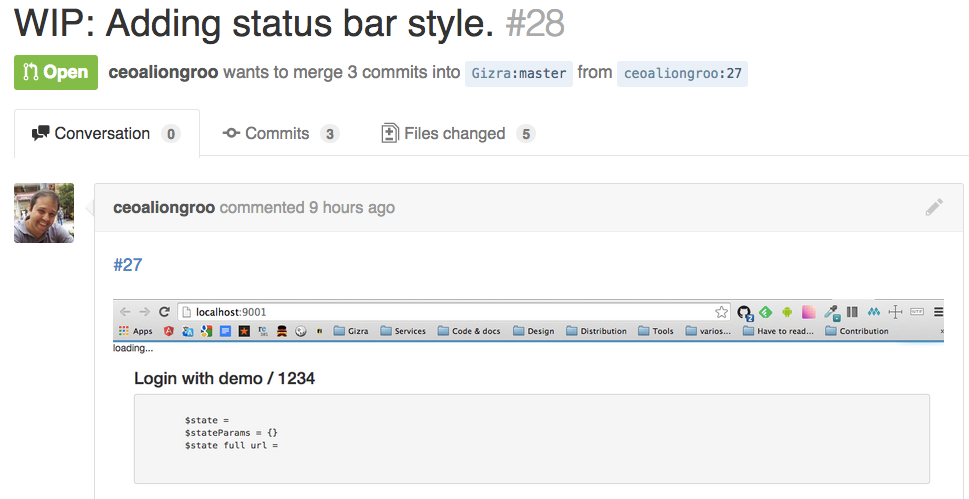 WIP: Adding status bar style. #28
Open ceoaliongroo wants to merge 3 commits into Gizra:master from ceoaliongroo:27
Conversation 0 Commits 3 Files changed 5
ceoaliongroo commented 9 hours ago
#27
localhost:9001
Apps Gizra Services Code & docs Design Distribution Tools varios... Have to read... Contribution »
loading...
Login with demo / 1234
$state =
$stateParams = {}
$state full url =